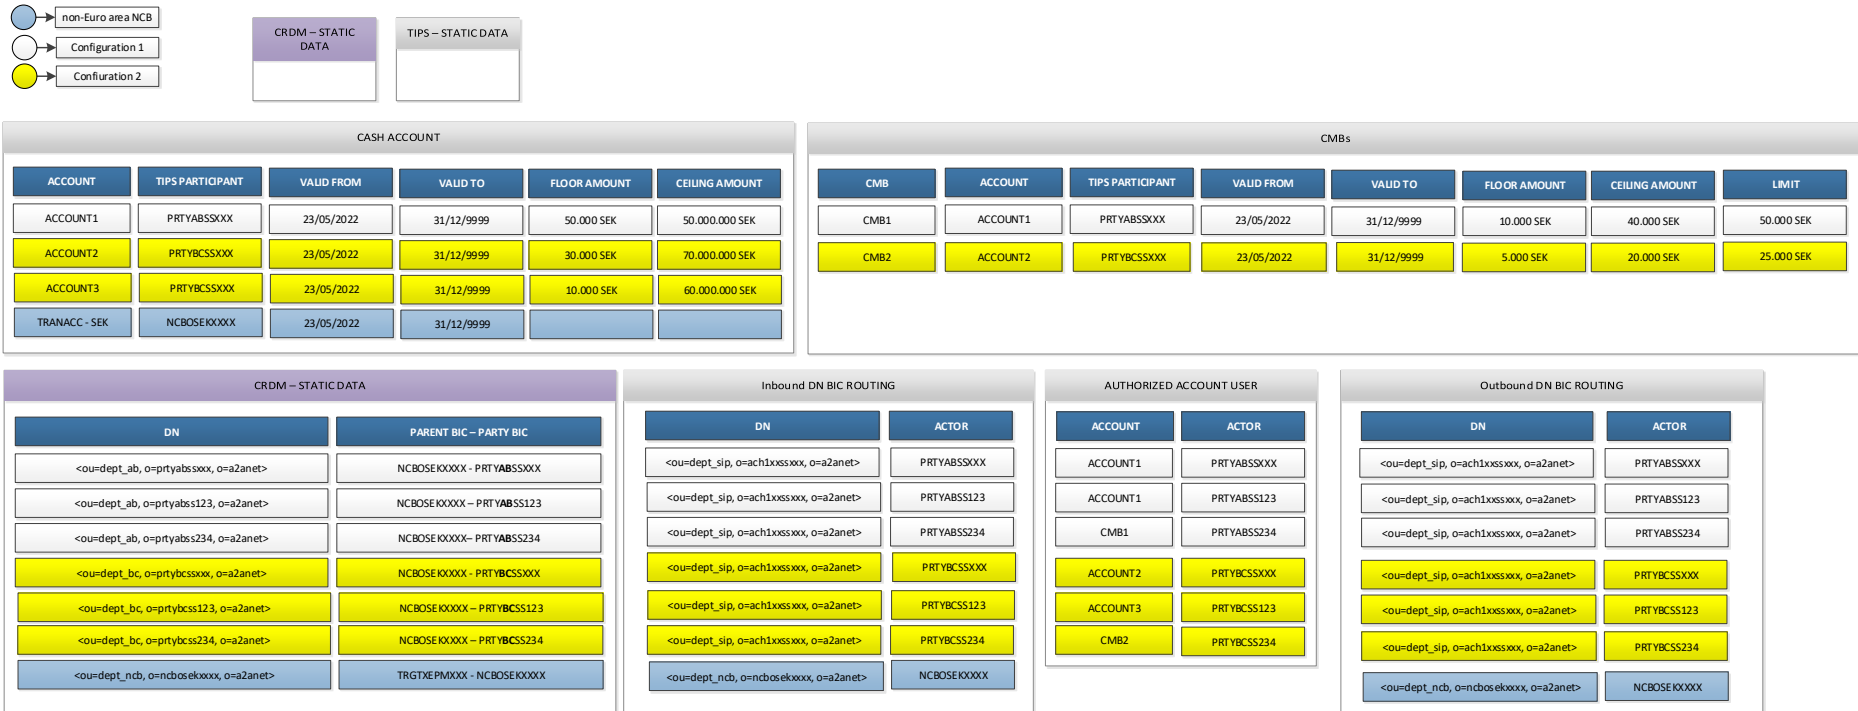 non-Euro area NCB
Configuration 1
Confiuration 2
CRDM – STATIC
DATA
TIPS – STATIC DATA
CASH ACCOUNT
ACCOUNT TIPS PARTICIPANT VALID FROM VALID TO FLOOR AMOUNT CEILING AMOUNT
ACCOUNT1 PRTYABSSXXX 23/05/2022 31/12/9999 50.000 SEK 50.000.000 SEK
ACCOUNT2 PRTYBCSSXXX 23/05/2022 31/12/9999 30.000 SEK 70.000.000 SEK
ACCOUNT3 PRTYBCSSXXX 23/05/2022 31/12/9999 10.000 SEK 60.000.000 SEK
TRANACC - SEK NCBOSEKXXXX 23/05/2022 31/12/9999
CMBs
CMB ACCOUNT TIPS PARTICIPANT VALID FROM VALID TO FLOOR AMOUNT CEILING AMOUNT LIMIT
CMB1 ACCOUNT1 PRTYABSSXXX 23/05/2022 31/12/9999 10.000 SEK 40.000 SEK 50.000 SEK
CMB2 ACCOUNT2 PRTYBCSSXXX 23/05/2022 31/12/9999 5.000 SEK 20.000 SEK 25.000 SEK
CRDM – STATIC DATA
DN PARENT BIC – PARTY BIC
<ou=dept_ab, o=prtyabssxxx, o=a2anet> NCBOSEKXXXX - PRTYABSSXXX
<ou=dept_ab, o=prtyabss123, o=a2anet> NCBOSEKXXXX – PRTYABSS123
<ou=dept_ab, o=prtyabss234, o=a2anet> NCBOSEKXXXX– PRTYABSS234
<ou=dept_bc, o=prtybcssxxx, o=a2anet> NCBOSEKXXXX - PRTYBCSSXXX
<ou=dept_bc, o=prtybcss123, o=a2anet> NCBOSEKXXXX – PRTYBCSS123
<ou=dept_bc, o=prtybcss234, o=a2anet> NCBOSEKXXXX – PRTYBCSS234
<ou=dept_ncb, o=ncbosekxxxx, o=a2anet> TRGTXEPMXXX - NCBOSEKXXXX
Inbound DN BIC ROUTING
DN ACTOR
<ou=dept_sip, o=ach1xxssxxx, o=a2anet> PRTYABSSXXX
<ou=dept_sip, o=ach1xxssxxx, o=a2anet> PRTYABSS123
<ou=dept_sip, o=ach1xxssxxx, o=a2anet> PRTYABSS234
<ou=dept_sip, o=ach1xxssxxx, o=a2anet> PRTYBCSSXXX
<ou=dept_sip, o=ach1xxssxxx, o=a2anet> PRTYBCSS123
<ou=dept_sip, o=ach1xxssxxx, o=a2anet> PRTYBCSS234
<ou=dept_ncb, o=ncbosekxxxx, o=a2anet> NCBOSEKXXXX
AUTHORIZED ACCOUNT USER
ACCOUNT ACTOR
ACCOUNT1 PRTYABSSXXX
ACCOUNT1 PRTYABSS123
CMB1 PRTYABSS234
ACCOUNT2 PRTYBCSSXXX
ACCOUNT3 PRTYBCSS123
CMB2 PRTYBCSS234
Outbound DN BIC ROUTING
DN ACTOR
<ou=dept_sip, o=ach1xxssxxx, o=a2anet> PRTYABSSXXX
<ou=dept_sip, o=ach1xxssxxx, o=a2anet> PRTYABSS123
<ou=dept_sip, o=ach1xxssxxx, o=a2anet> PRTYABSS234
<ou=dept_sip, o=ach1xxssxxx, o=a2anet> PRTYBCSSXXX
<ou=dept_sip, o=ach1xxssxxx, o=a2anet> PRTYBCSS123
<ou=dept_sip, o=ach1xxssxxx, o=a2anet> PRTYBCSS234
<ou=dept_ncb, o=ncbosekxxxx, o=a2anet> NCBOSEKXXXX